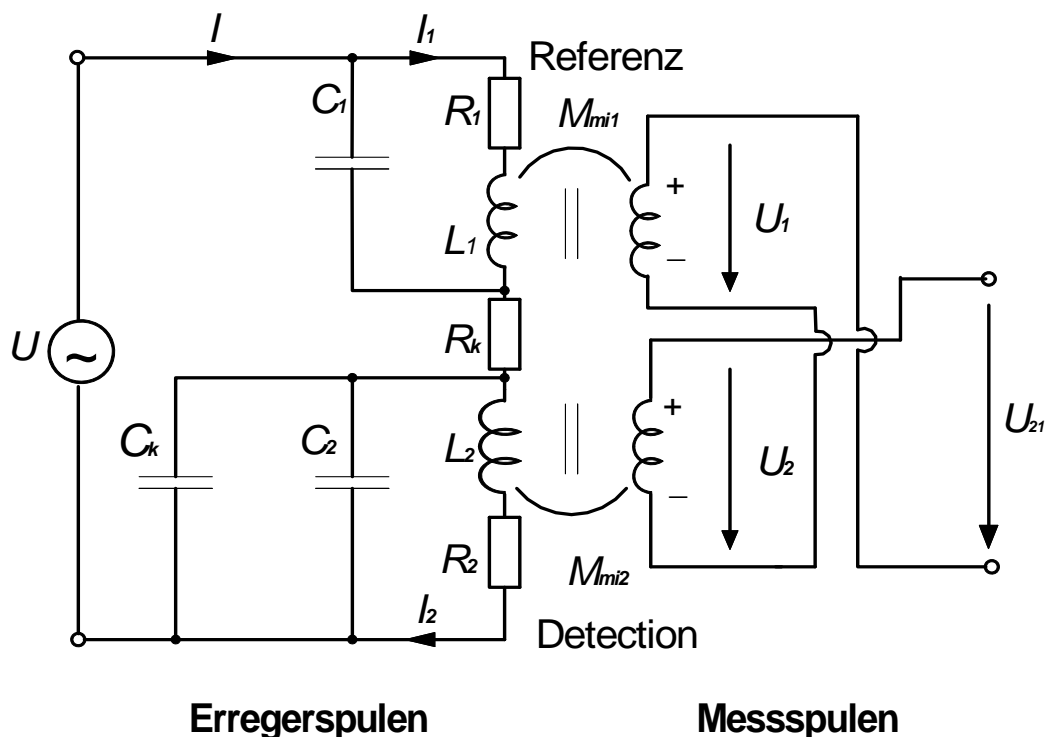 I
I1
Referenz
C1
R1
Mmi1
+
U1
L1
–
Rk
U
~
+
Ck
C2
L2
U2
U21
–
R2
Mmi2
I2
Detection
Erregerspulen
Messspulen